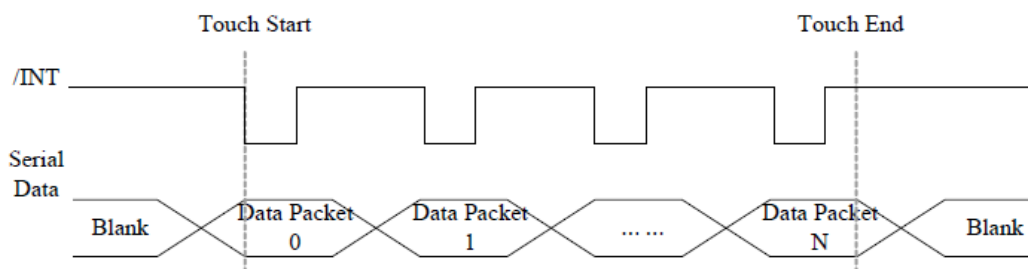 Touch Start
Touch End
/INT
Serial
Data
Blank
Data Packet
0
Data Packet
1
... ...
Data Packet
N
Blank